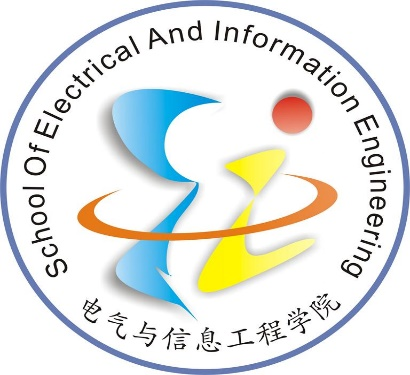 School Of Electrical And Information Engineering
电气与信息工程学院